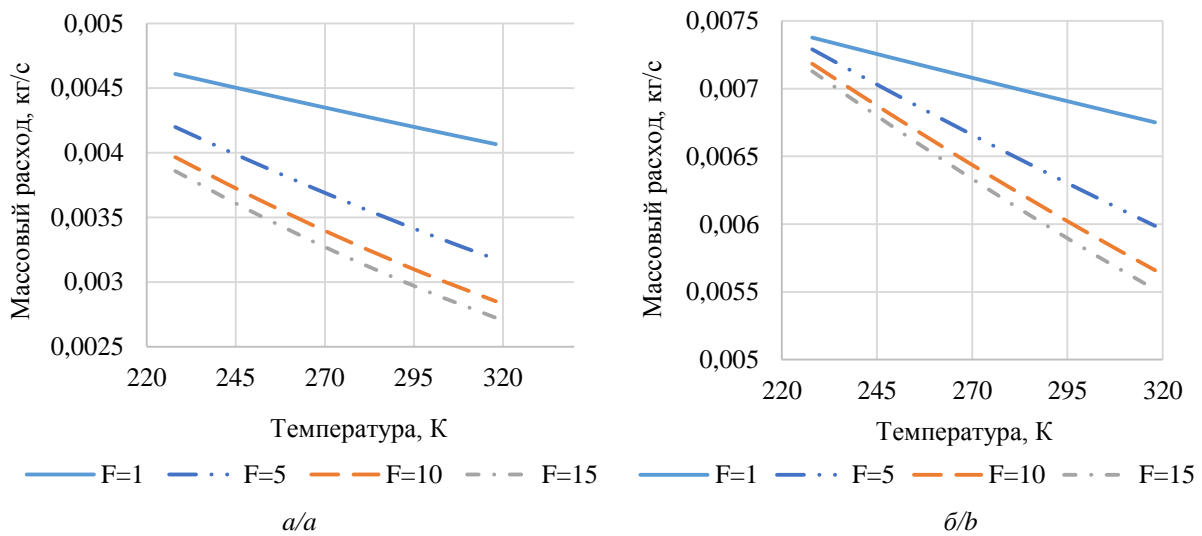 0,005
0,0045
0,004
0,0035
0,003
0,0025
Массовый расход, кг/с
220 245 270 295 320
Температура, К
F=1 F=5 F=10 F=15
а/a
0,0075
0,007
0,0065
0,006
0,0055
0,005
Массовый расход, кг/с
220 245 270 295 320
Температура, К
F=1 F=5 F=10 F=15
б/b